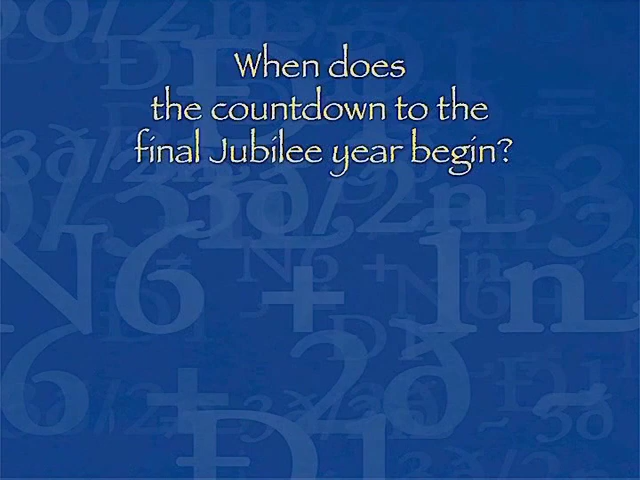 When does
the countdown to the
final Jubilee year begin?